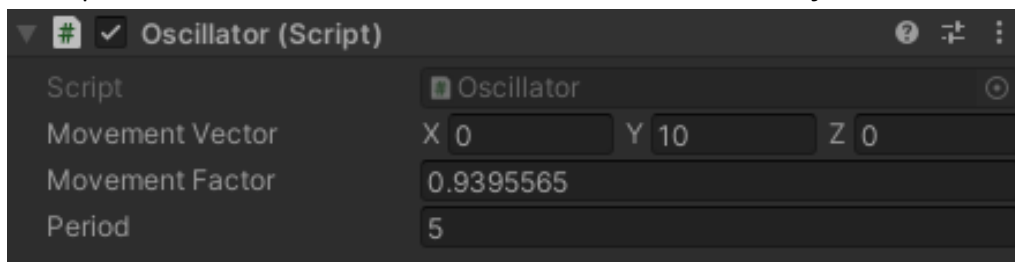 Oscillator (Script)
Script Oscillator
Movement Vector X 0 Y 10 Z 0
Movement Factor 0.9395565
Period 5